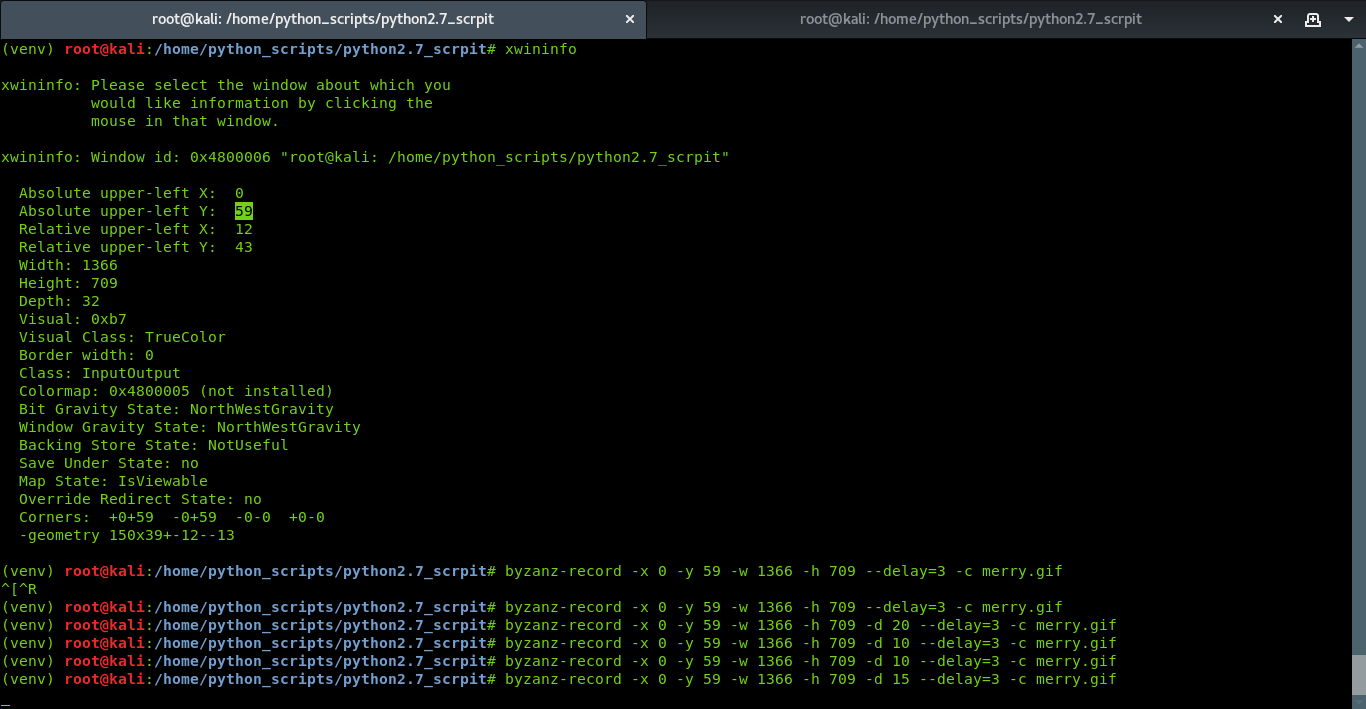 root@kali: /home/python_scripts/python2.7_scrpit × root@kali: /home/python_scripts/python2.7_scrpit ×
(venv) root@kali:/home/python_scripts/python2.7_scrpit# xwininfo
xwininfo: Please select the window about which you
would like information by clicking the
mouse in that window.
xwininfo: Window id: 0x4800006 "root@kali: /home/python_scripts/python2.7_scrpit"
Absolute upper-left X: 0
Absolute upper-left Y: 59
Relative upper-left X: 12
Relative upper-left Y: 43
Width: 1366
Height: 709
Depth: 32
Visual: 0xb7
Visual Class: TrueColor
Border width: 0
Class: InputOutput
Colormap: 0x4800005 (not installed)
Bit Gravity State: NorthWestGravity
Window Gravity State: NorthWestGravity
Backing Store State: NotUseful
Save Under State: no
Map State: IsViewable
Override Redirect State: no
Corners: +0+59 -0+59 -0-0 +0-0
-geometry 150x39+-12--13
(venv) root@kali:/home/python_scripts/python2.7_scrpit# byzanz-record -x 0 -y 59 -w 1366 -h 709 --delay=3 -c merry.gif
^[^R
(venv) root@kali:/home/python_scripts/python2.7_scrpit# byzanz-record -x 0 -y 59 -w 1366 -h 709 --delay=3 -c merry.gif
(venv) root@kali:/home/python_scripts/python2.7_scrpit# byzanz-record -x 0 -y 59 -w 1366 -h 709 -d 20 --delay=3 -c merry.gif
(venv) root@kali:/home/python_scripts/python2.7_scrpit# byzanz-record -x 0 -y 59 -w 1366 -h 709 -d 10 --delay=3 -c merry.gif
(venv) root@kali:/home/python_scripts/python2.7_scrpit# byzanz-record -x 0 -y 59 -w 1366 -h 709 -d 10 --delay=3 -c merry.gif
(venv) root@kali:/home/python_scripts/python2.7_scrpit# byzanz-record -x 0 -y 59 -w 1366 -h 709 -d 15 --delay=3 -c merry.gif